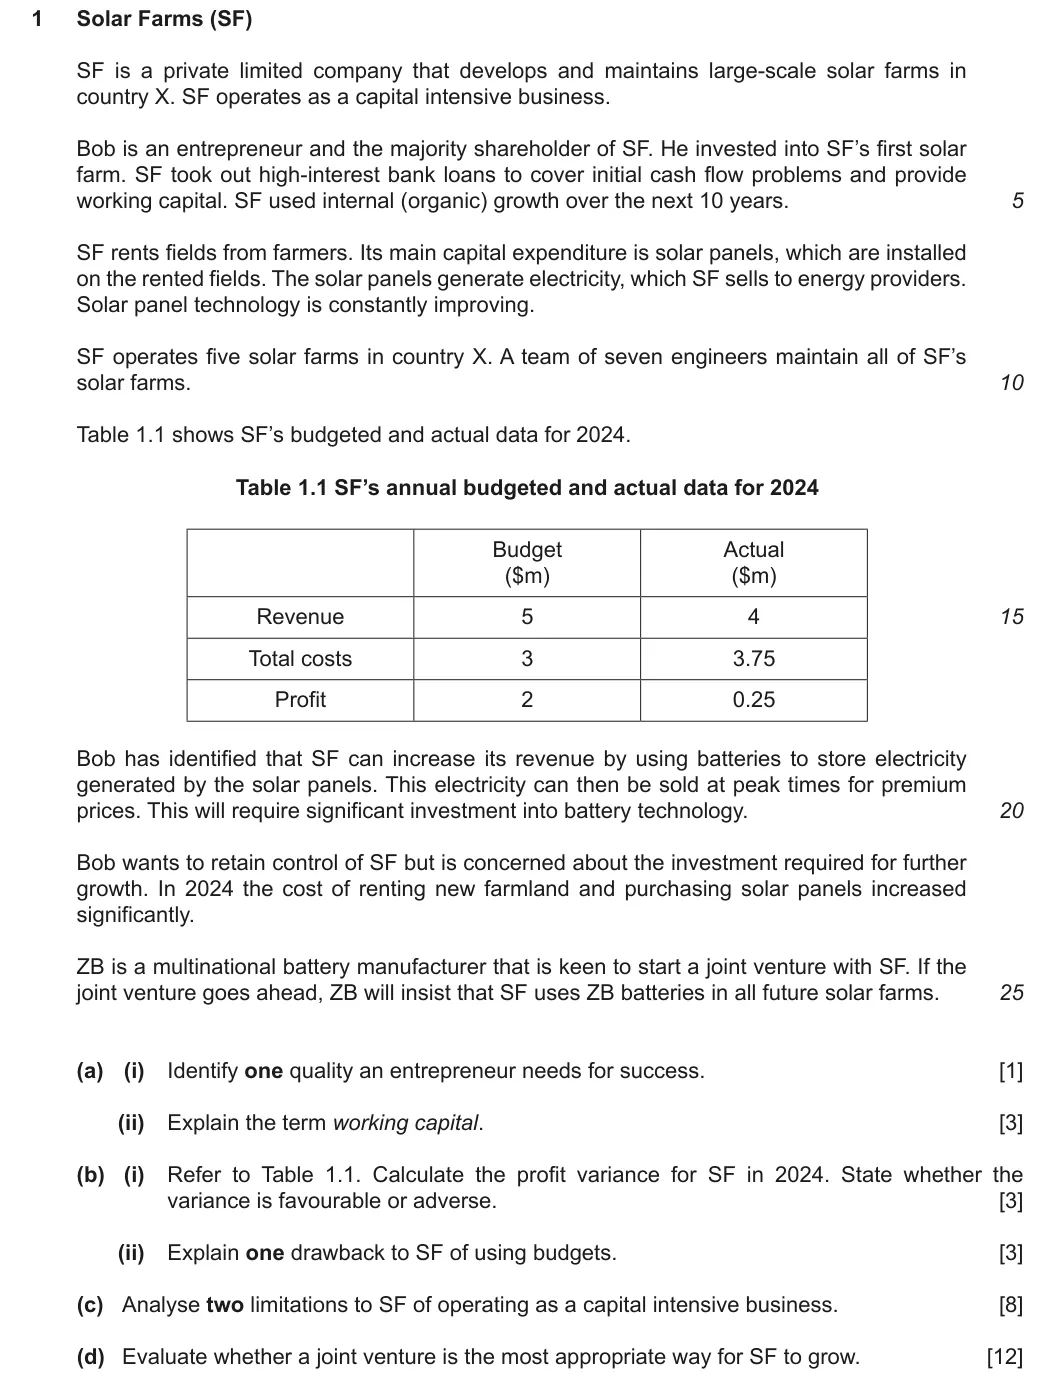 1 Solar Farms (SF)
SF is a private limited company that develops and maintains large-scale solar farms in
country X. SF operates as a capital intensive business.
Bob is an entrepreneur and the majority shareholder of SF. He invested into SF’s first solar
farm. SF took out high-interest bank loans to cover initial cash flow problems and provide
working capital. SF used internal (organic) growth over the next 10 years. 5
SF rents fields from farmers. Its main capital expenditure is solar panels, which are installed
on the rented fields. The solar panels generate electricity, which SF sells to energy providers.
Solar panel technology is constantly improving.
SF operates five solar farms in country X. A team of seven engineers maintain all of SF’s
solar farms. 10
Table 1.1 shows SF’s budgeted and actual data for 2024.
Table 1.1 SF’s annual budgeted and actual data for 2024
Budget Actual
($m) ($m)
Revenue 5 4 15
Total costs 3 3.75
Profit 2 0.25
Bob has identified that SF can increase its revenue by using batteries to store electricity
generated by the solar panels. This electricity can then be sold at peak times for premium
prices. This will require significant investment into battery technology. 20
Bob wants to retain control of SF but is concerned about the investment required for further
growth. In 2024 the cost of renting new farmland and purchasing solar panels increased
significantly.
ZB is a multinational battery manufacturer that is keen to start a joint venture with SF. If the
joint venture goes ahead, ZB will insist that SF uses ZB batteries in all future solar farms. 25
(a) (i) Identify one quality an entrepreneur needs for success. [1]
(ii) Explain the term working capital. [3]
(b) (i) Refer to Table 1.1. Calculate the profit variance for SF in 2024. State whether the
variance is favourable or adverse. [3]
(ii) Explain one drawback to SF of using budgets. [3]
(c) Analyse two limitations to SF of operating as a capital intensive business. [8]
(d) Evaluate whether a joint venture is the most appropriate way for SF to grow. [12]